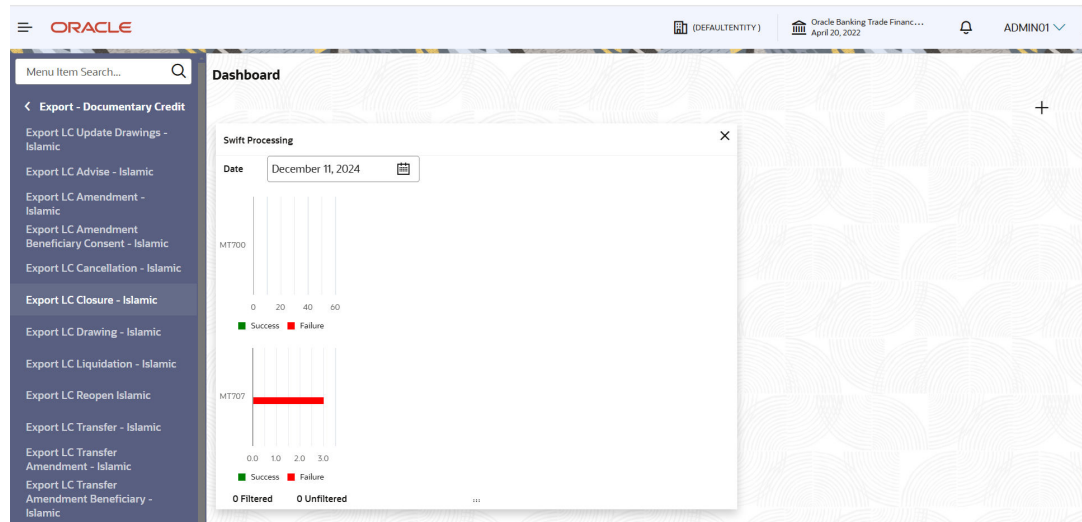 ORACLE
(DEFAULTENTITY )
Oracle Banking Trade Financ...
April 20, 2022
ADMIN01
Menu Item Search...
Export - Documentary Credit
Export LC Update Drawings -
Islamic
Export LC Advise - Islamic
Export LC Amendment -
Islamic
Export LC Amendment
Beneficiary Consent - Islamic
Export LC Cancellation - Islamic
Export LC Closure - Islamic
Export LC Drawing - Islamic
Export LC Liquidation - Islamic
Export LC Reopen Islamic
Export LC Transfer - Islamic
Export LC Transfer
Amendment - Islamic
Export LC Transfer
Amendment Beneficiary -
Islamic
Dashboard
Swift Processing
Date December 11, 2024
MT700
0 20 40 60
Success Failure
MT707
0.0 1.0 2.0 3.0
Success Failure
0 Filtered 0 Unfiltered